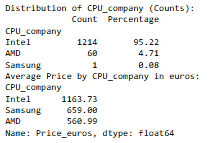 Distribution of CPU_company (Counts):
Count Percentage
CPU_company
Intel 1214 95.22
AMD 60 4.71
Samsung 1 0.08
Average Price by CPU_company in euros:
CPU_company
Intel 1163.73
Samsung 659.00
AMD 560.99
Name: Price_euros, dtype: float64